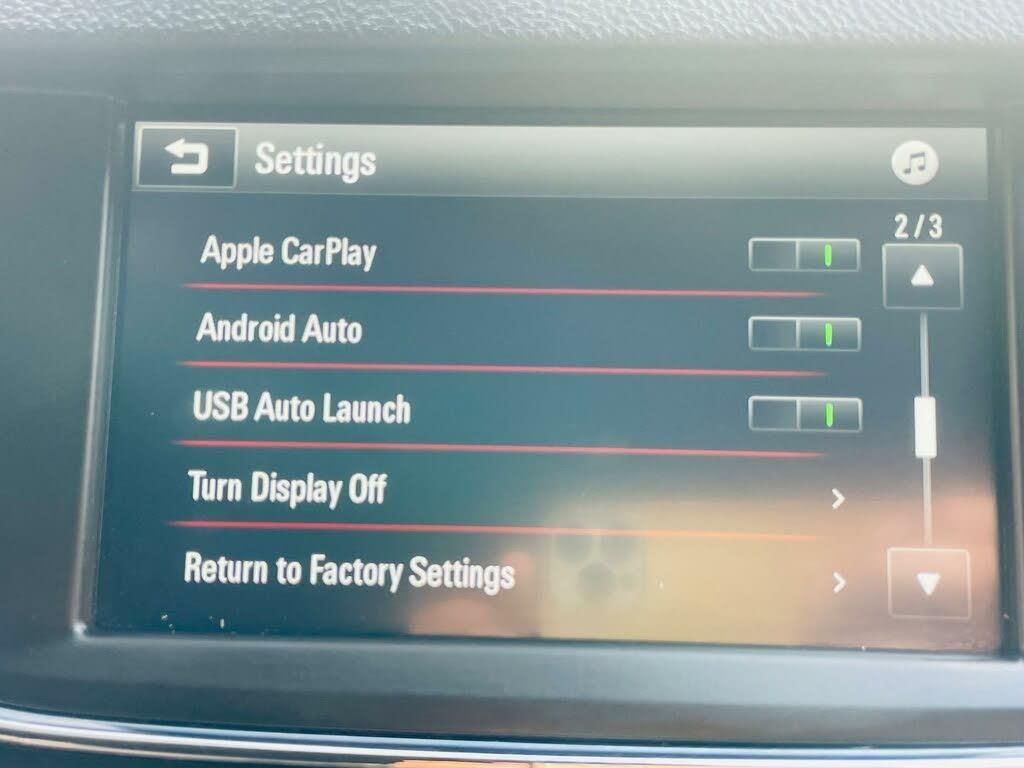 Settings
2/3
Apple CarPlay
Android Auto
USB Auto Launch
Turn Display Off
Return to Factory Settings